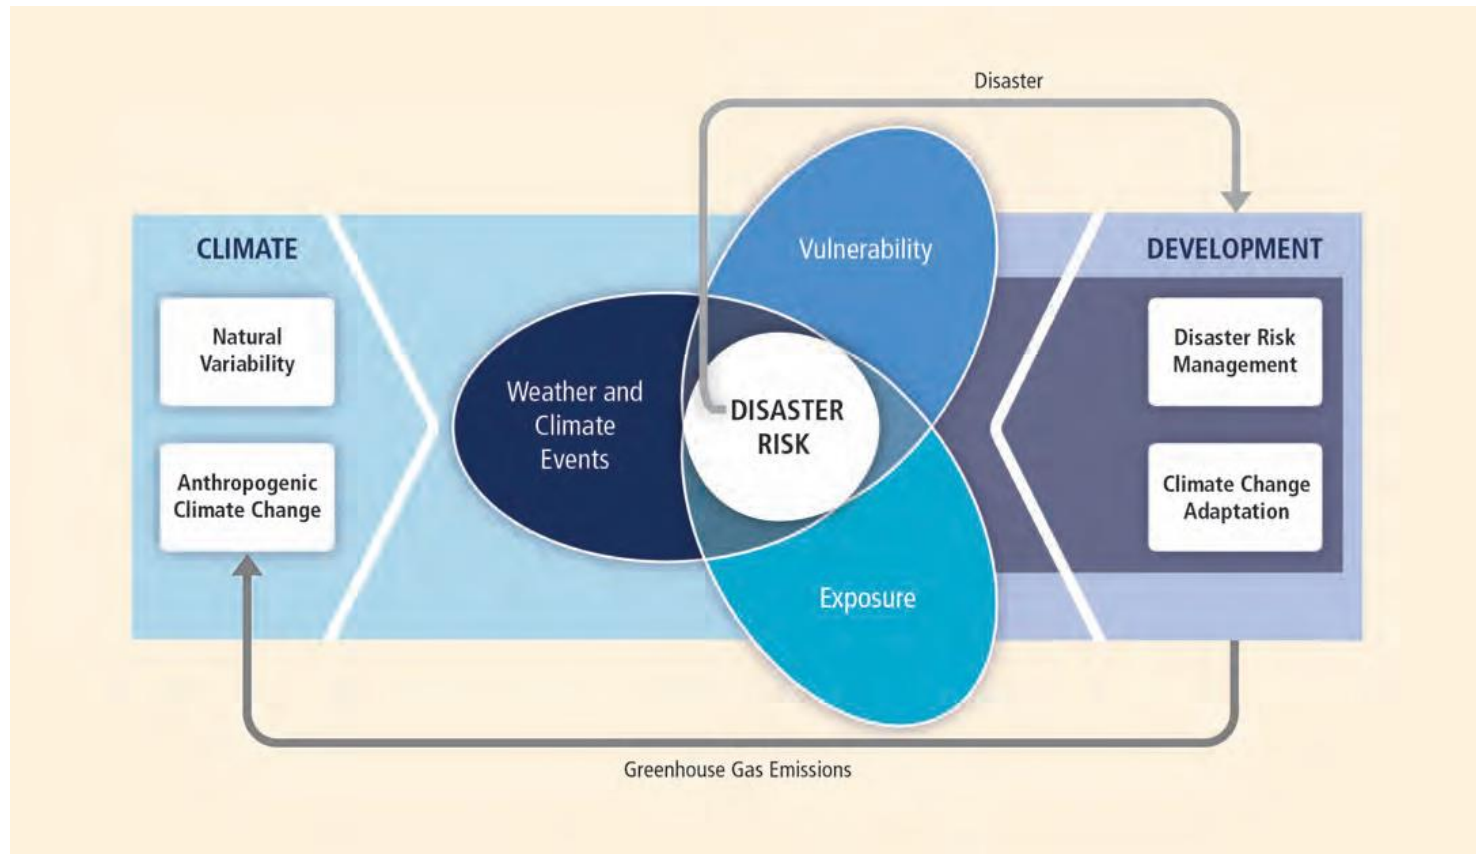 Disaster
CLIMATE
Natural
Variability
Anthropogenic
Climate Change
Weather and
Climate
Events
Vulnerability
DISASTER
RISK
Exposure
DEVELOPMENT
Disaster Risk
Management
Climate Change
Adaptation
Greenhouse Gas Emissions